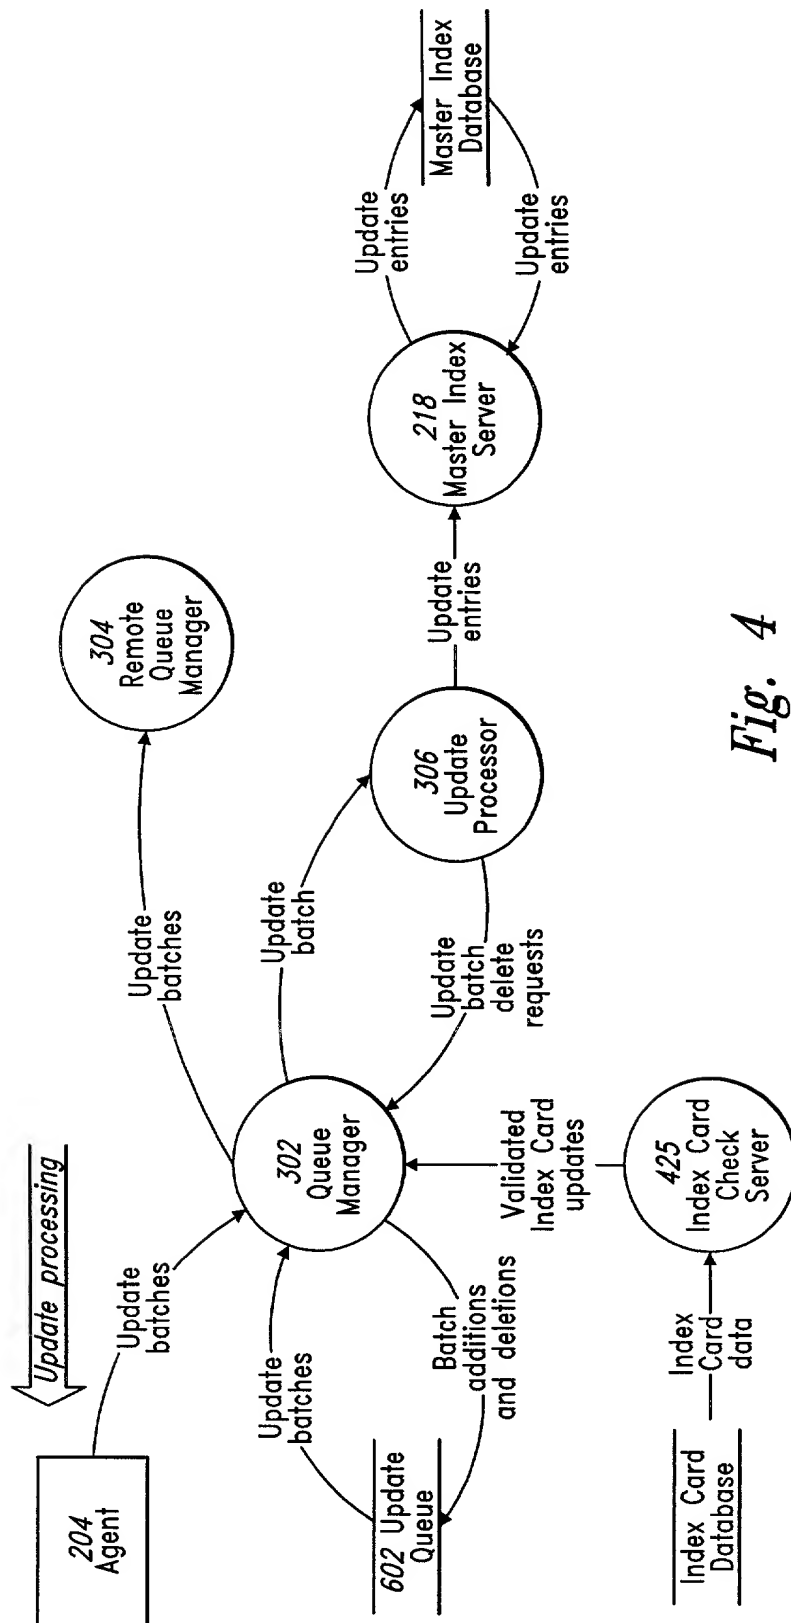 Update processing
204
Agent
Update
batches
302
Queue
Manager
Update
batches
304
Remote
Queue
Manager
602 Update
Queue
Update
batches
Batch
additions
and deletions
Update
batch
306
Update
Processor
Update
batch
delete
requests
Update
entries
218
Master Index
Server
Update
entries
Master Index
Database
Update
entries
Index Card
Database
Index
Card
data
425
Index Card
Check
Server
Validated
Index Card
updates
Fig. 4